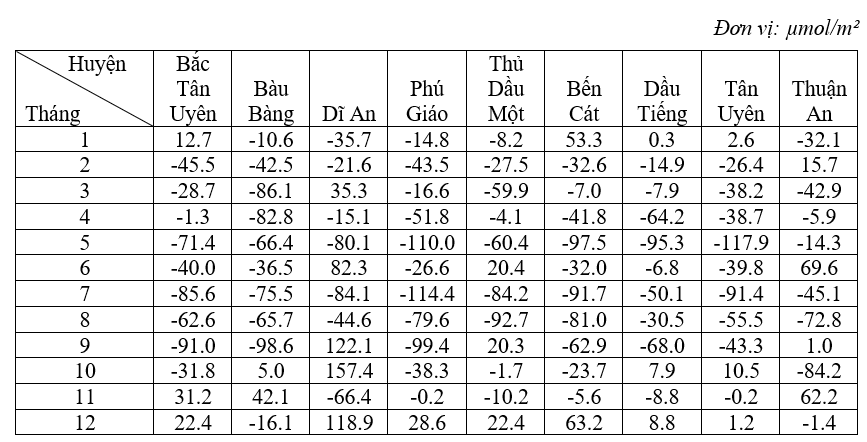 Đơn vị: µmol/m²
Huyện Tháng Bắc Tân Uyên Bàu Bàng Dĩ An Phú Giáo Thủ Dầu Một Bến Cát Dầu Tiếng Tân Uyên Thuận An
1 12.7 -10.6 -35.7 -14.8 -8.2 53.3 0.3 2.6 -32.1
2 -45.5 -42.5 -21.6 -43.5 -27.5 -32.6 -14.9 -26.4 15.7
3 -28.7 -86.1 35.3 -16.6 -59.9 -7.0 -7.9 -38.2 -42.9
4 -1.3 -82.8 -15.1 -51.8 -4.1 -41.8 -64.2 -38.7 -5.9
5 -71.4 -66.4 -80.1 -110.0 -60.4 -97.5 -95.3 -117.9 -14.3
6 -40.0 -36.5 82.3 -26.6 20.4 -32.0 -6.8 -39.8 69.6
7 -85.6 -75.5 -84.1 -114.4 -84.2 -91.7 -50.1 -91.4 -45.1
8 -62.6 -65.7 -44.6 -79.6 -92.7 -81.0 -30.5 -55.5 -72.8
9 -91.0 -98.6 122.1 -99.4 20.3 -62.9 -68.0 -43.3 1.0
10 -31.8 5.0 157.4 -38.3 -1.7 -23.7 7.9 10.5 -84.2
11 31.2 42.1 -66.4 -0.2 -10.2 -5.6 -8.8 -0.2 62.2
12 22.4 -16.1 118.9 28.6 22.4 63.2 8.8 1.2 -1.4